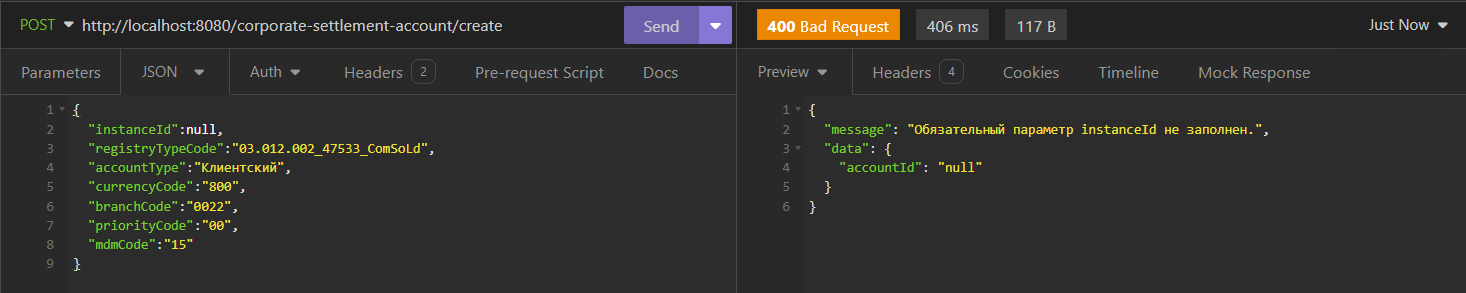 POST http://localhost:8080/corporate-settlement-account/create Send 400 Bad Request 406 ms 117 B Just Now
Parameters JSON Auth Headers 2 Pre-request Script Docs Preview Headers 4 Cookies Timeline Mock Response
1 {
2 "instanceId":null,
3 "registryTypeCode":"03.012.002_47533_ComSoLd",
4 "accountType":"Клиентский",
5 "currencyCode":"800",
6 "branchCode":"0022",
7 "priorityCode":"00",
8 "mdmCode":"15"
9 }
1 {
2 "message": "Обязательный параметр instanceId не заполнен.",
3 "data": {
4 "accountId": "null"
5 }
6 }